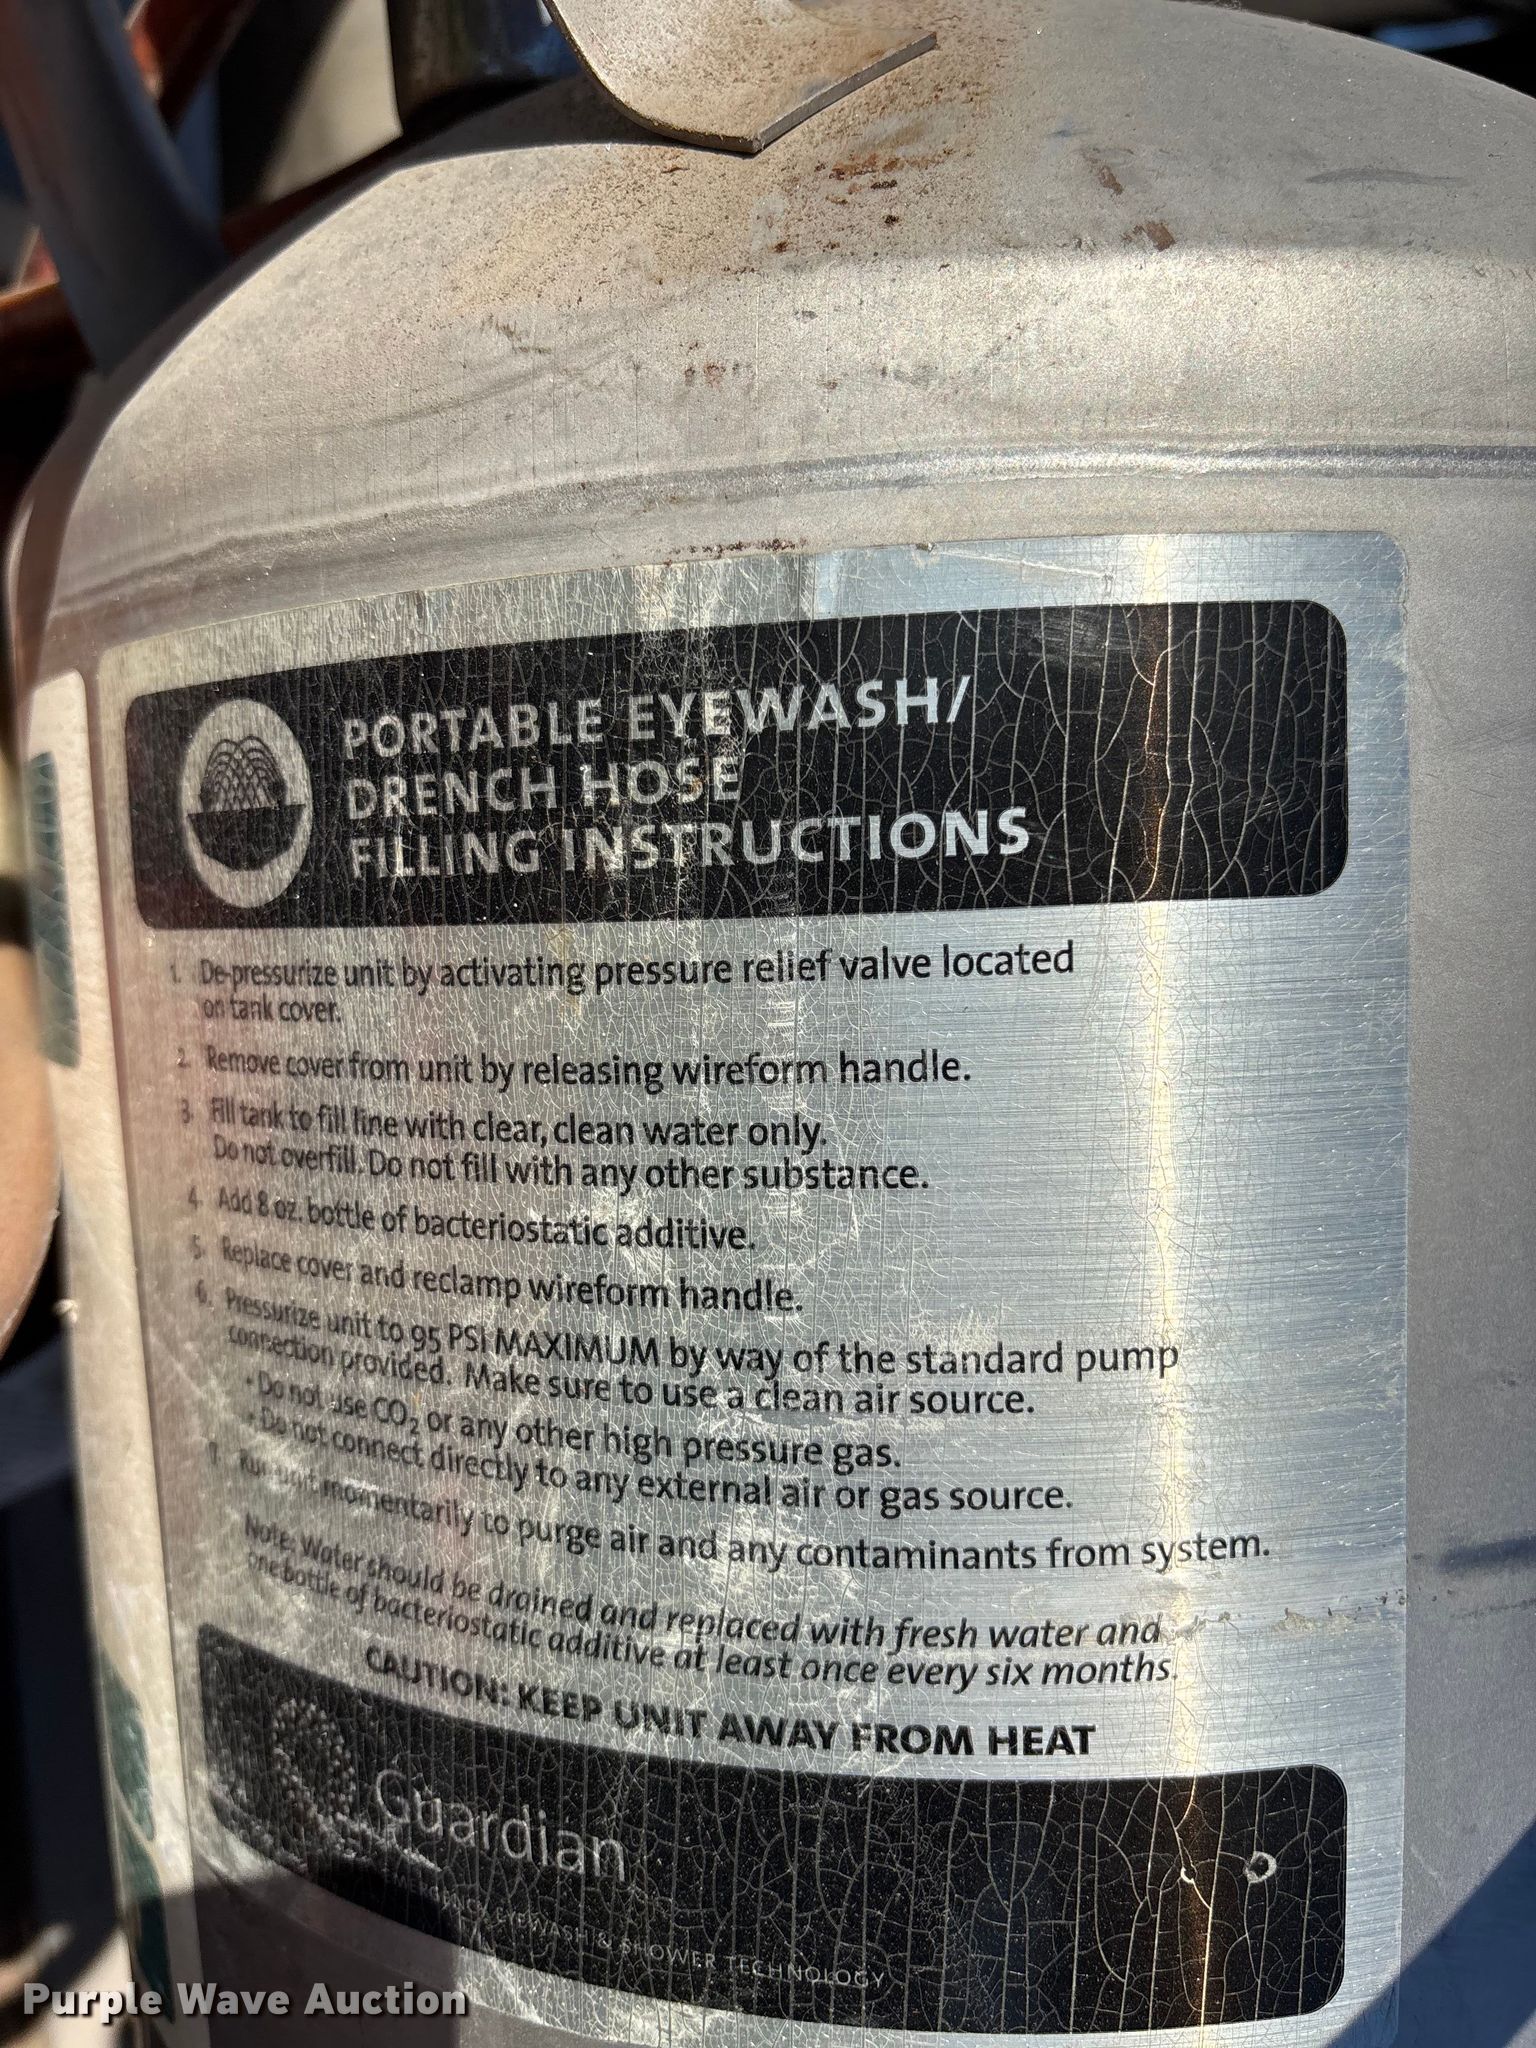 PORTABLE EYEWASH/
DRENCH HOSE
FILLING INSTRUCTIONS
1. De-pressurize unit by activating pressure relief valve located
on tank cover.
2. Remove cover from unit by releasing wireform handle.
3. Fill tank to fill line with clear, clean water only.
Do not overfill. Do not fill with any other substance.
4. Add 8 oz. bottle of bacteriostatic additive.
5. Replace cover and reclamp wireform handle.
6. Pressurize unit to 95 PSI MAXIMUM by way of the standard pump
connection provided. Make sure to use a clean air source.
• Do not use CO₂ or any other high pressure gas.
• Do not connect directly to any external air or gas source.
7. Run unit momentarily to purge air and any contaminants from system.
Note: Water should be drained and replaced with fresh water and
one bottle of bacteriostatic additive at least once every six months.
CAUTION: KEEP UNIT AWAY FROM HEAT
Guardian
EMERGENCY EYEWASH & SHOWER TECHNOLOGY
Purple Wave Auction